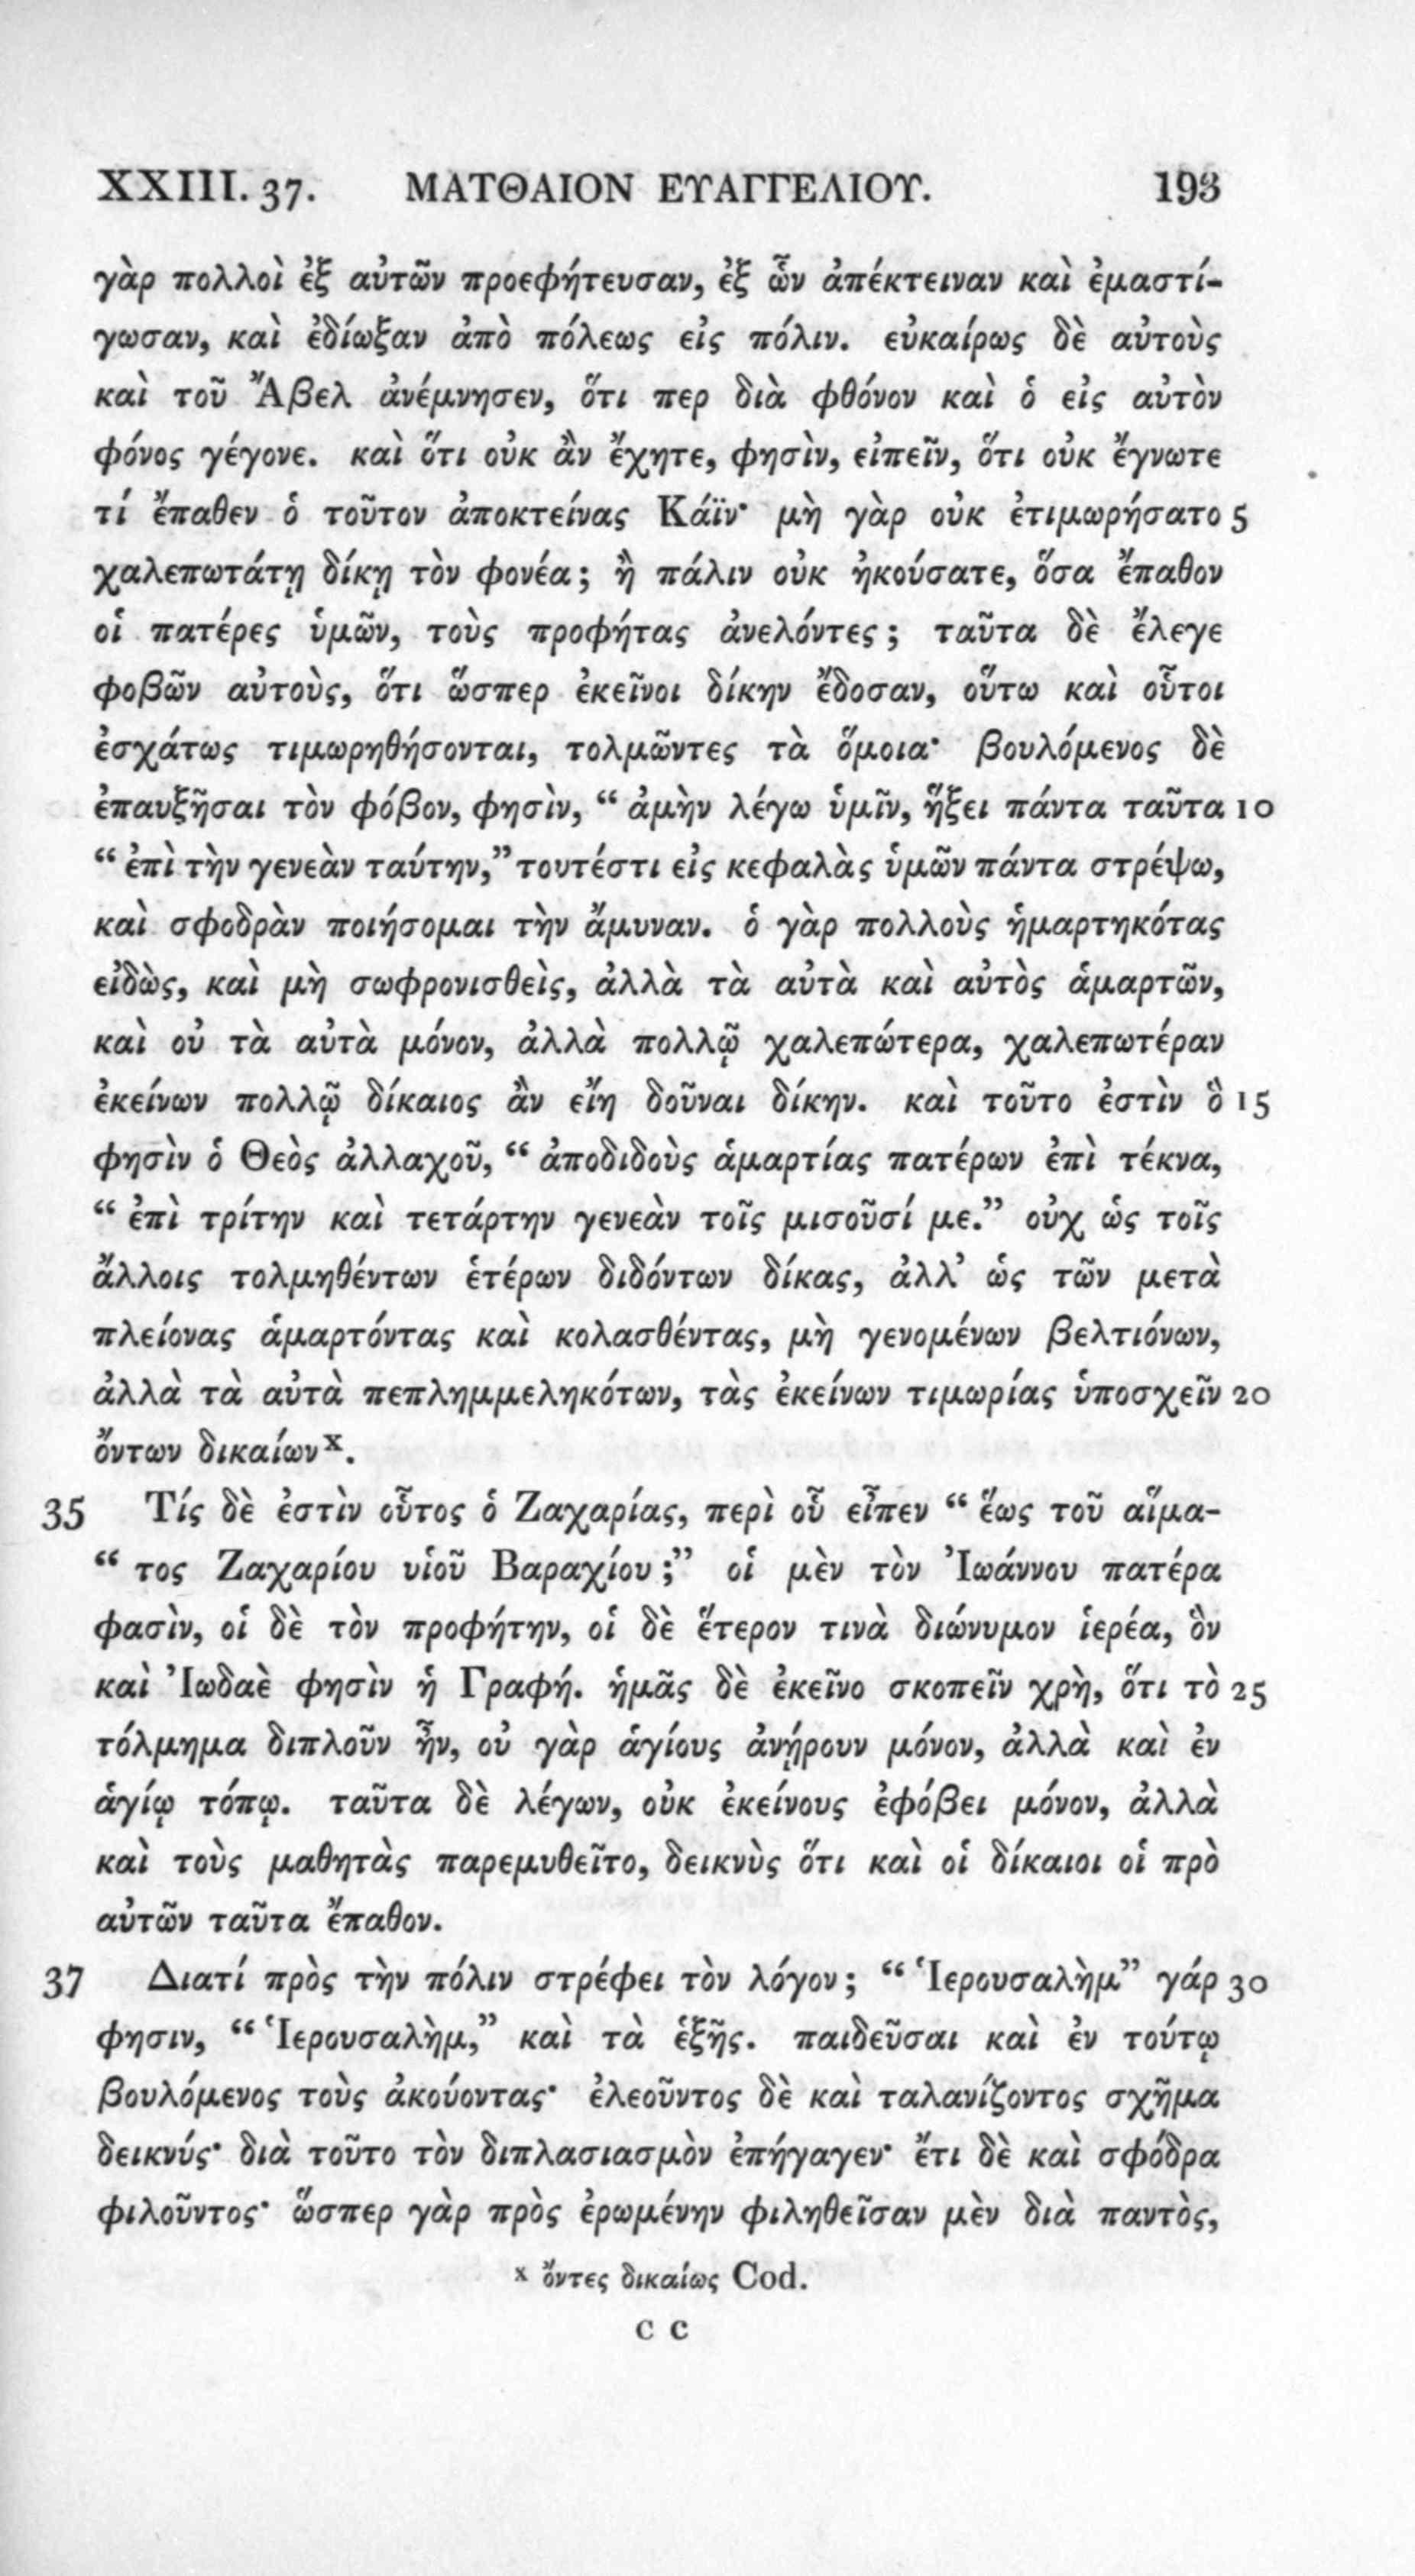 XXIII. 37. ΜΑΤΘΑΙΟΝ ΕΥΑΓΓΕΛΙΟΥ. 193
γὰρ πολλοὶ ἐξ αὐτῶν προεφήτευσαν, ἐξ ὧν ἀπέκτειναν καὶ ἐμαστί-
γωσαν, καὶ ἐδίωξαν ἀπὸ πόλεως εἰς πόλιν. εὐκαίρως δὲ αὐτοὺς
καὶ τοῦ Ἄβελ ἀνέμνησεν, ὅτι περ διὰ φθόνον καὶ ὁ εἰς αὐτὸν
φόνος γέγονε. καὶ ὅτι οὐκ ἂν ἔχητε, φησὶν, εἰπεῖν, ὅτι οὐκ ἔγνωτε
τί ἔπαθεν ὁ τοῦτον ἀποκτείνας Κάϊν· μὴ γὰρ οὐκ ἐτιμωρήσατο 5
χαλεπωτάτῃ δίκῃ τὸν φονέα; ἢ πάλιν οὐκ ἠκούσατε, ὅσα ἔπαθον
οἱ πατέρες ὑμῶν, τοὺς προφήτας ἀνελόντες; ταῦτα δὲ ἔλεγε
φοβῶν αὐτοὺς, ὅτι ὥσπερ ἐκεῖνοι δίκην ἔδοσαν, οὕτω καὶ οὗτοι
ἐσχάτως τιμωρηθήσονται, τολμῶντες τὰ ὅμοια· βουλόμενος δὲ
ἐπαυξῆσαι τὸν φόβον, φησὶν, “ ἀμὴν λέγω ὑμῖν, ἥξει πάντα ταῦτα 10
“ ἐπὶ τὴν γενεὰν ταύτην,” τουτέστι εἰς κεφαλὰς ὑμῶν πάντα στρέψω,
καὶ σφοδρὰν ποιήσομαι τὴν ἄμυναν. ὁ γὰρ πολλοὺς ἡμαρτηκότας
εἰδὼς, καὶ μὴ σωφρονισθεὶς, ἀλλὰ τὰ αὐτὰ καὶ αὐτὸς ἁμαρτῶν,
καὶ οὐ τὰ αὐτὰ μόνον, ἀλλὰ πολλῷ χαλεπώτερα, χαλεπωτέραν
ἐκείνων πολλῷ δίκαιος ἂν εἴη δοῦναι δίκην. καὶ τοῦτο ἐστὶν ὃ 15
φησὶν ὁ Θεὸς ἀλλαχοῦ, “ ἀποδιδοὺς ἁμαρτίας πατέρων ἐπὶ τέκνα,
“ ἐπὶ τρίτην καὶ τετάρτην γενεὰν τοῖς μισοῦσί με.” οὐχ ὡς τοῖς
ἄλλοις τολμηθέντων ἑτέρων διδόντων δίκας, ἀλλ’ ὡς τῶν μετὰ
πλείονας ἁμαρτόντας καὶ κολασθέντας, μὴ γενομένων βελτιόνων,
ἀλλὰ τὰ αὐτὰ πεπλημμεληκότων, τὰς ἐκείνων τιμωρίας ὑποσχεῖν 20
ὄντων δικαίων x.
35 Τίς δὲ ἐστὶν οὗτος ὁ Ζαχαρίας, περὶ οὗ εἶπεν “ ἕως τοῦ αἵμα-
“ τος Ζαχαρίου υἱοῦ Βαραχίου;” οἱ μὲν τὸν Ἰωάννου πατέρα
φασὶν, οἱ δὲ τὸν προφήτην, οἱ δὲ ἕτερον τινὰ διώνυμον ἱερέα, ὃν
καὶ Ἰωδαὲ φησὶν ἡ Γραφή. ἡμᾶς δὲ ἐκεῖνο σκοπεῖν χρὴ, ὅτι τὸ 25
τόλμημα διπλοῦν ἦν, οὐ γὰρ ἁγίους ἀνῄρουν μόνον, ἀλλὰ καὶ ἐν
ἁγίῳ τόπῳ. ταῦτα δὲ λέγων, οὐκ ἐκείνους ἐφόβει μόνον, ἀλλὰ
καὶ τοὺς μαθητὰς παρεμυθεῖτο, δεικνὺς ὅτι καὶ οἱ δίκαιοι οἱ πρὸ
αὐτῶν ταῦτα ἔπαθον.
37 Διατί πρὸς τὴν πόλιν στρέφει τὸν λόγον; “ Ἱερουσαλὴμ” γάρ 30
φησιν, “ Ἱερουσαλὴμ,” καὶ τὰ ἑξῆς. παιδεῦσαι καὶ ἐν τούτῳ
βουλόμενος τοὺς ἀκούοντας· ἐλεοῦντος δὲ καὶ ταλανίζοντος σχῆμα
δεικνύς· διὰ τοῦτο τὸν διπλασιασμὸν ἐπήγαγεν· ἔτι δὲ καὶ σφόδρα
φιλοῦντος· ὥσπερ γὰρ πρὸς ἐρωμένην φιληθεῖσαν μὲν διὰ παντὸς,
x ὄντες δικαίως Cod.
C C